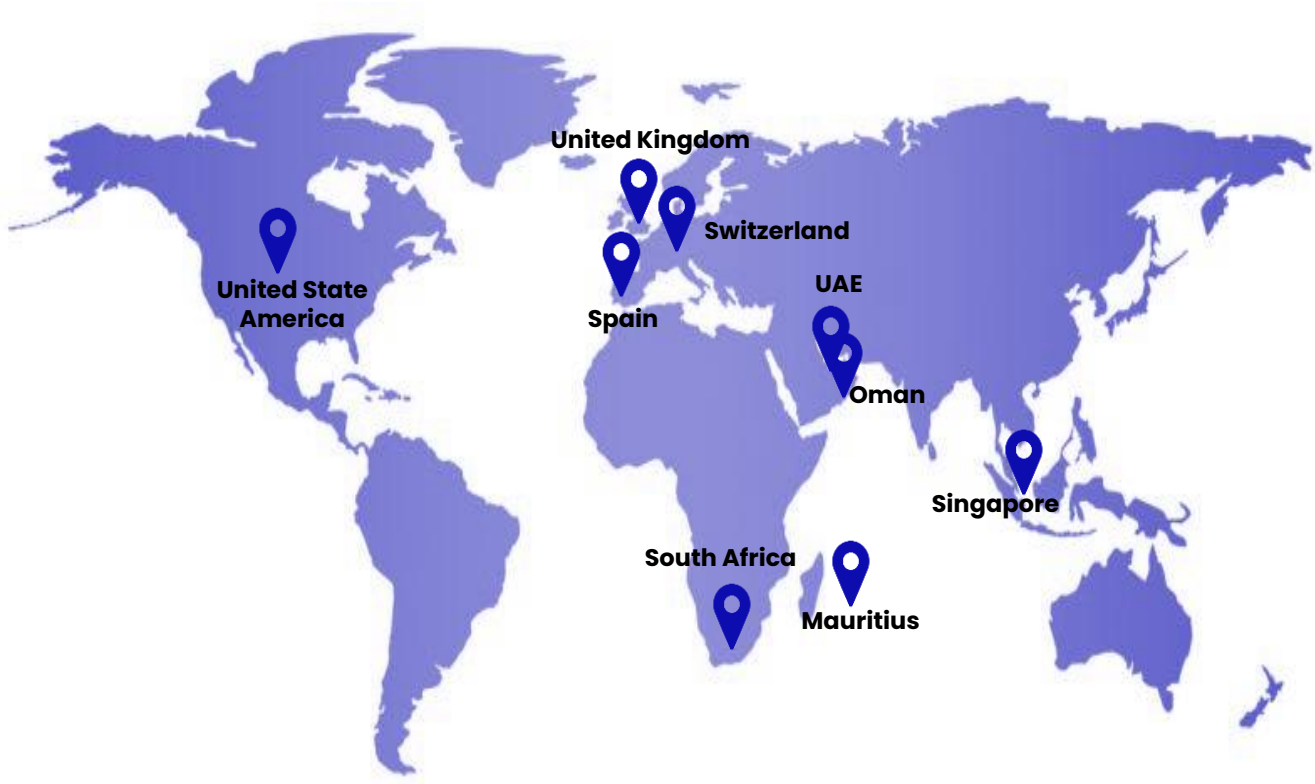 United Kingdom
Switzerland
UAE
United State
America
Spain
Oman
Singapore
South Africa
Mauritius